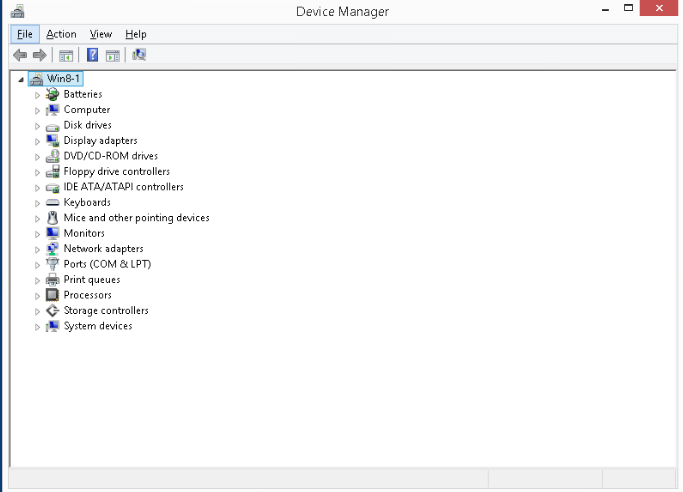 Device Manager
File Action View Help
Win8-1
Batteries
Computer
Disk drives
Display adapters
DVD/CD-ROM drives
Floppy drive controllers
IDE ATA/ATAPI controllers
Keyboards
Mice and other pointing devices
Monitors
Network adapters
Ports (COM & LPT)
Print queues
Processors
Storage controllers
System devices